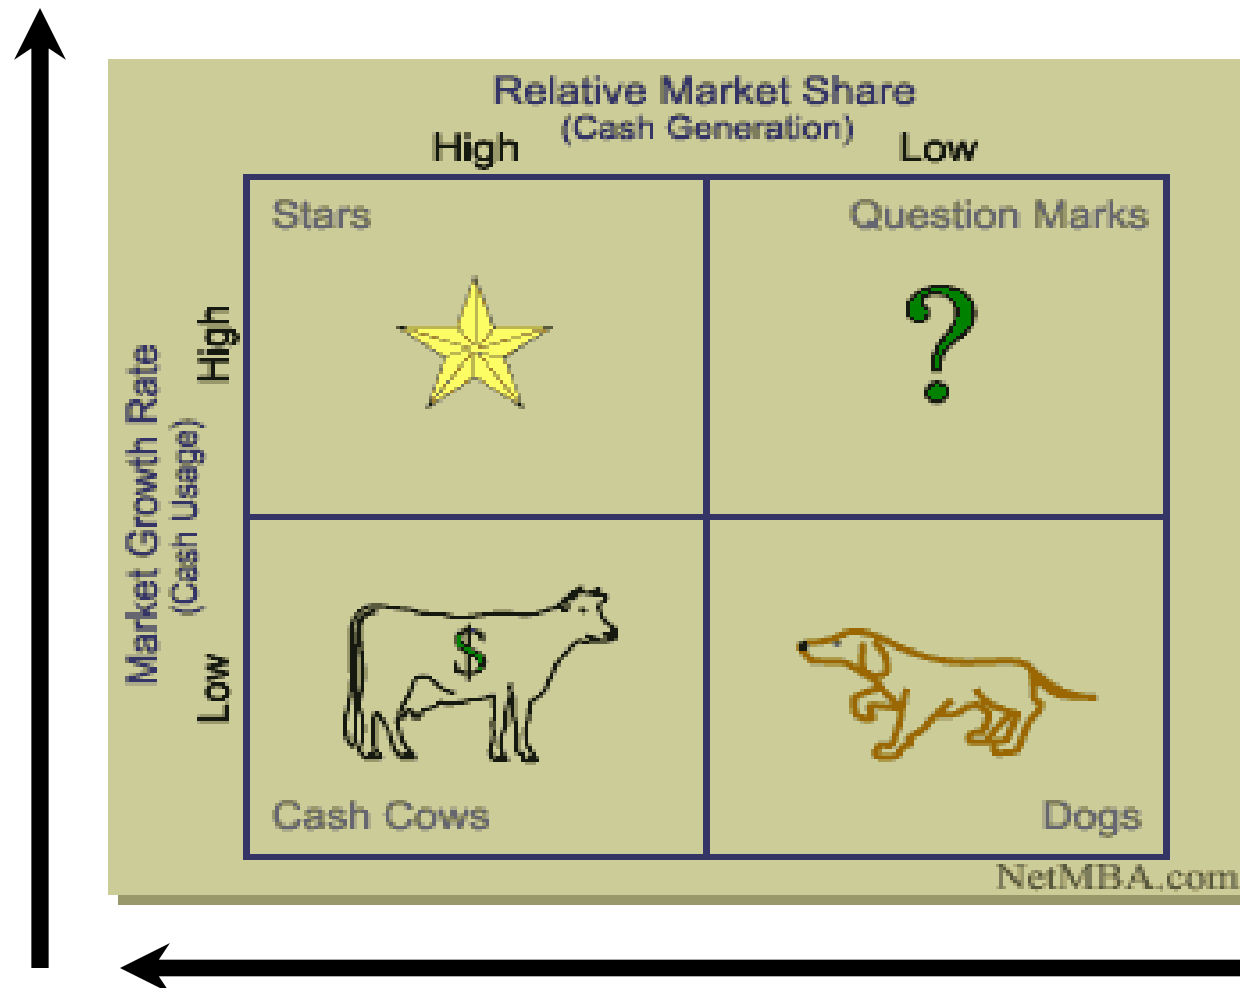 Relative Market Share
(Cash Generation)
High
Low
Stars
Question Marks
?
Market Growth Rate
(Cash Usage)
High
Low
$
Cash Cows
Dogs
NetMBA.com